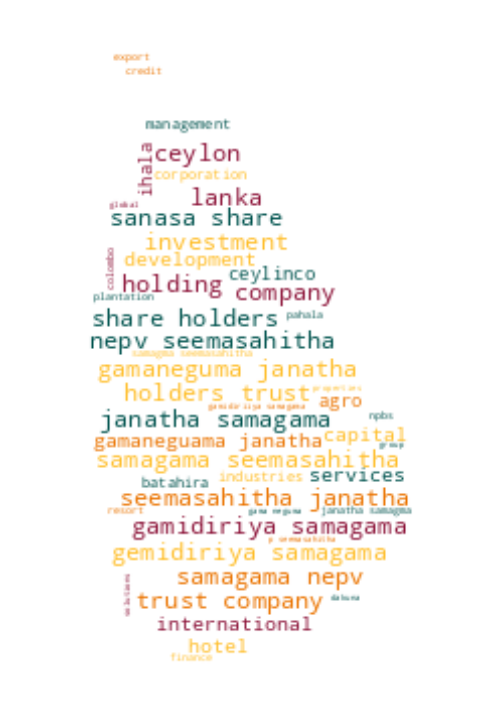 export
credit
management
ihala
ceylon
corporation
lanka
global
sanasa share
investment
development
colombo
ceylinco
holding company
plantation
share holders
pahala
nepv seemasahitha
samagma seemasahitha
gamaneguma janatha
holders trust
properties
gamidiriya samagama
agro
janatha samagama
npbs
gamaneguama janatha
capital
group
samagama seemasahitha
industries
services
batahira
seemasahitha janatha
resort
gama neguma
janatha samagma
gamidiriya samagama
p seemasahitha
gemidiriya samagama
samagama nepv
solutions
trust company
dakuna
international
hotel
finance